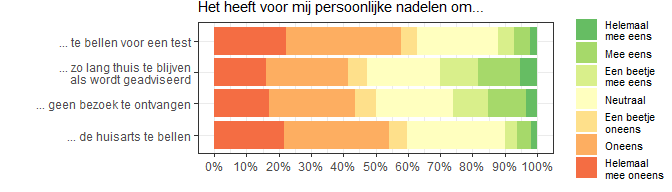 Het heeft voor mij persoonlijke nadelen om...
... te bellen voor een test
... zo lang thuis te blijven
als wordt geadviseerd
... geen bezoek te ontvangen
... de huisarts te bellen
0% 10% 20% 30% 40% 50% 60% 70% 80% 90% 100%
Helemaal
mee eens
Mee eens
Een beetje
mee eens
Neutraal
Een beetje
oneens
Oneens
Helemaal
mee oneens